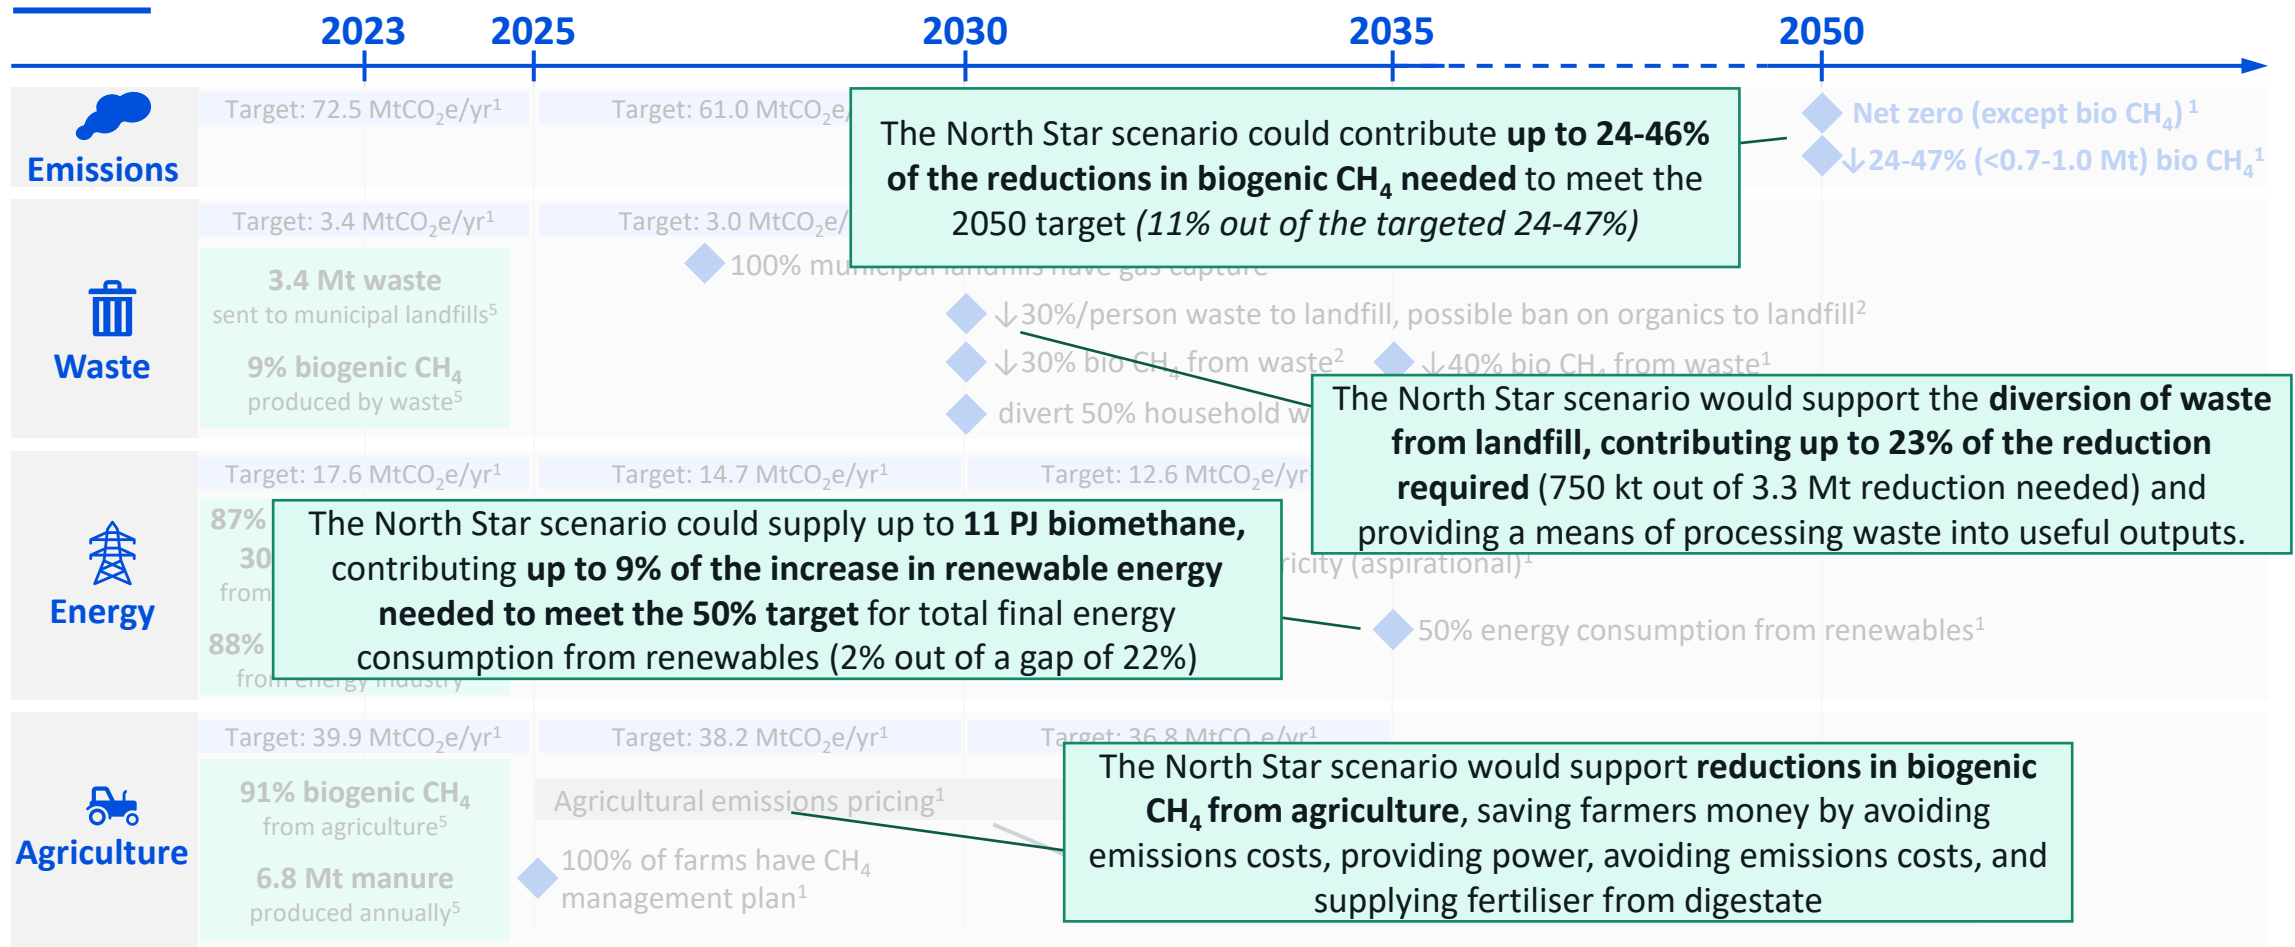 2023 2025 2030 2035 2050
Emissions
Target: 72.5 MtCO₂e/yr¹
Target: 61.0 MtCO₂e/
The North Star scenario could contribute up to 24-46%
of the reductions in biogenic CH₄ needed to meet the
2050 target (11% out of the targeted 24-47%)
Net zero (except bio CH₄)¹
↓24-47% (<0.7-1.0 Mt) bio CH₄¹
Waste
Target: 3.4 MtCO₂e/yr¹
Target: 3.0 MtCO₂e/
3.4 Mt waste
sent to municipal landfills⁵
9% biogenic CH₄
produced by waste⁵
100% municipal landfills have gas capture
↓30%/person waste to landfill, possible ban on organics to landfill²
↓30% bio CH₄ from waste²
↓40% bio CH₄ from waste¹
divert 50% household
The North Star scenario would support the diversion of waste
from landfill, contributing up to 23% of the reduction
required (750 kt out of 3.3 Mt reduction needed) and
providing a means of processing waste into useful outputs.
Energy
Target: 17.6 MtCO₂e/yr¹
Target: 14.7 MtCO₂e/yr¹
Target: 12.6 MtCO₂e/yr
87%
30
from
88%
from energy industry
The North Star scenario could supply up to 11 PJ biomethane,
contributing up to 9% of the increase in renewable energy
needed to meet the 50% target for total final energy
consumption from renewables (2% out of a gap of 22%)
ricity (aspirational)¹
50% energy consumption from renewables¹
Agriculture
Target: 39.9 MtCO₂e/yr¹
Target: 38.2 MtCO₂e/yr¹
Target: 36.8 MtCO₂e/yr¹
91% biogenic CH₄
from agriculture⁵
6.8 Mt manure
produced annually⁵
Agricultural emissions pricing¹
100% of farms have CH₄
management plan¹
The North Star scenario would support reductions in biogenic
CH₄ from agriculture, saving farmers money by avoiding
emissions costs, providing power, avoiding emissions costs, and
supplying fertiliser from digestate